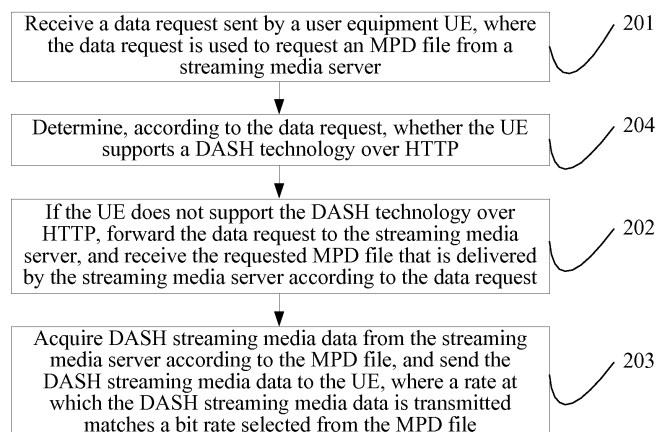 Receive a data request sent by a user equipment UE, where
the data request is used to request an MPD file from a
streaming media server
201
Determine, according to the data request, whether the UE
supports a DASH technology over HTTP
204
If the UE does not support the DASH technology over
HTTP, forward the data request to the streaming media
server, and receive the requested MPD file that is delivered
by the streaming media server according to the data request
202
Acquire DASH streaming media data from the streaming
media server according to the MPD file, and send the
DASH streaming media data to the UE, where a rate at
which the DASH streaming media data is transmitted
matches a bit rate selected from the MPD file
203